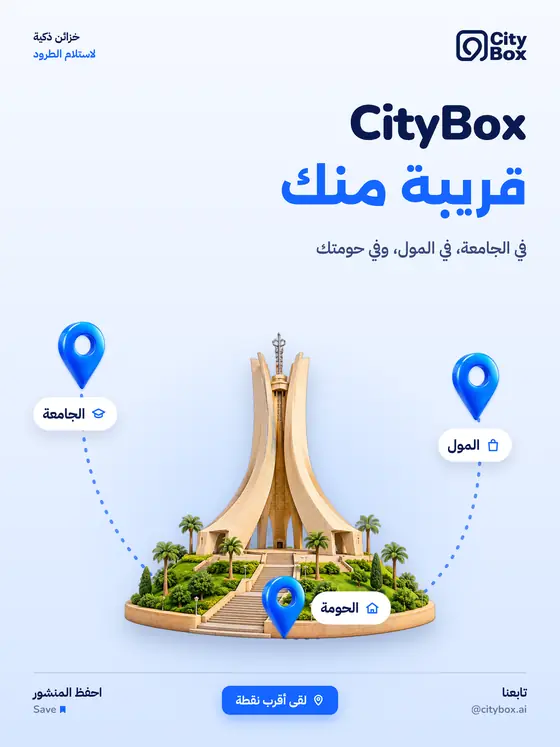 City
Box
خزائن ذكية
لاستلام الطرود
CityBox
قريبة منك
في الجامعة، في المول، وفي حومتك
الجامعة
المول
الحومة
تابعنا
@citybox.ai
لقى أقرب نقطة
احفظ المنشور
Save